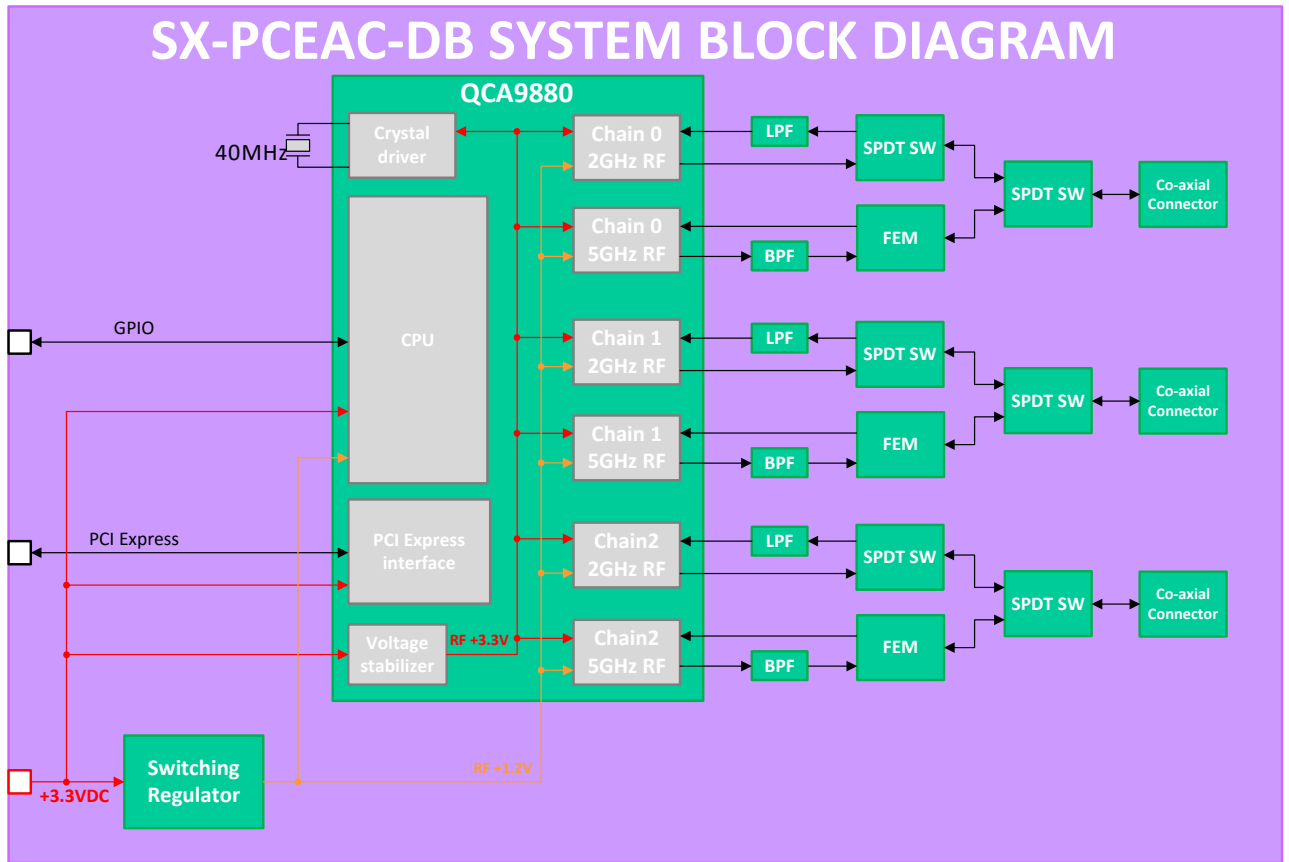 SX-PCEAC-DB SYSTEM BLOCK DIAGRAM
QCA9880
40MHz
Crystal
driver
Chain 0
2GHz RF
LPF
SPDT SW
SPDT SW
Co-axial
Connector
Chain 0
5GHz RF
BPF
FEM
GPIO
CPU
Chain 1
2GHz RF
LPF
SPDT SW
SPDT SW
Co-axial
Connector
Chain 1
5GHz RF
BPF
FEM
PCI Express
PCI Express
interface
Chain2
2GHz RF
LPF
SPDT SW
SPDT SW
Co-axial
Connector
Voltage
stabilizer
RF +3.3V
Chain2
5GHz RF
BPF
FEM
+3.3VDC
Switching
Regulator
RF +1.2V